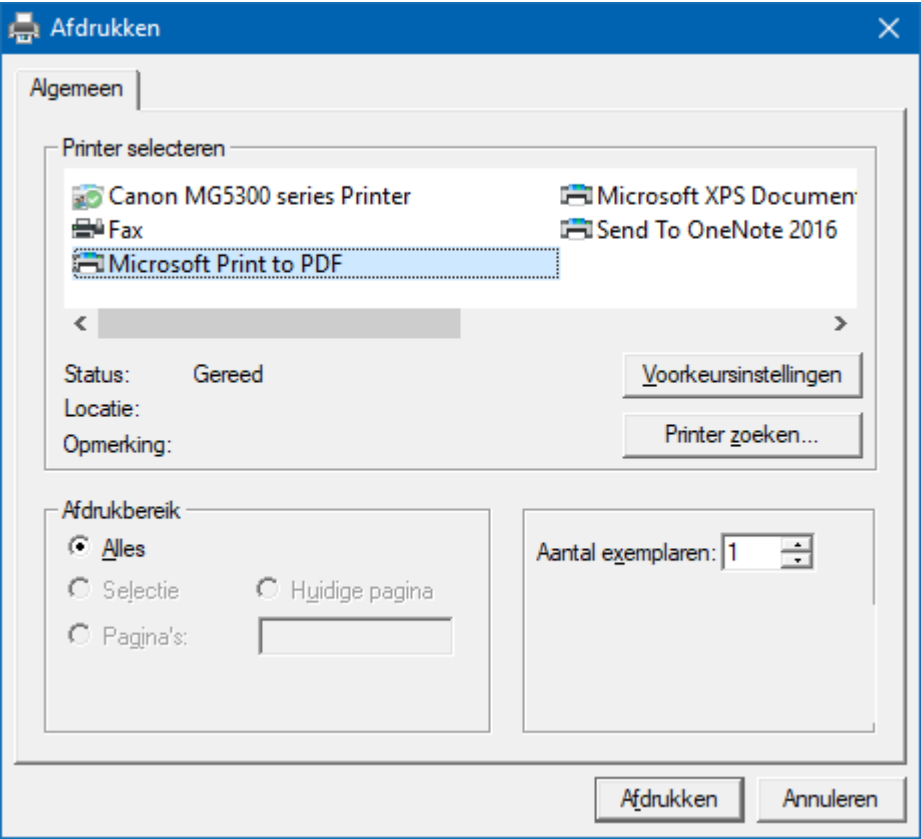 Afdrukken
Algemeen
Printer selecteren
Canon MG5300 series Printer
Fax
Microsoft Print to PDF
Microsoft XPS Documen
Send To OneNote 2016
Status: Gereed
Locatie:
Opmerking:
Voorkeursinstellingen
Printer zoeken...
Afdrukbereik
Alles
Selectie Huidige pagina
Pagina's:
Aantal exemplaren: 1
Afdrukken Annuleren